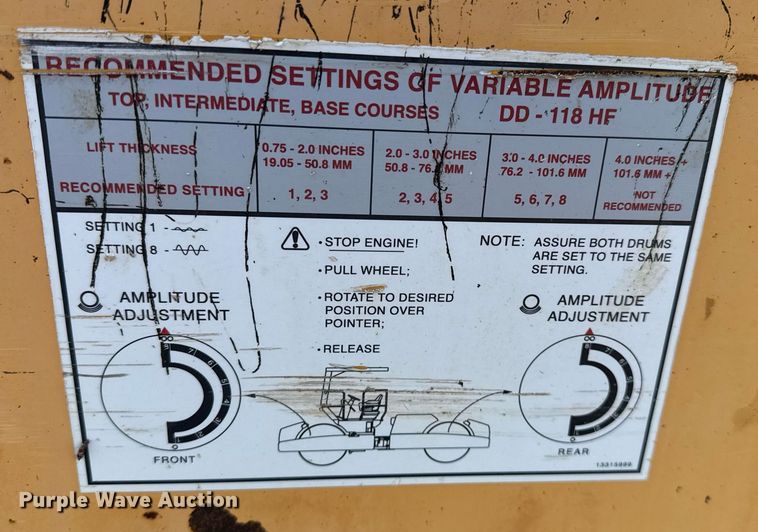 RECOMMENDED SETTINGS OF VARIABLE AMPLITUDE
TOP, INTERMEDIATE, BASE COURSES DD - 118 HF
LIFT THICKNESS
0.75 - 2.0 INCHES
19.05 - 50.8 MM
2.0 - 3.0 INCHES
50.8 - 76.2 MM
3.0 - 4.0 INCHES
76.2 - 101.6 MM
4.0 INCHES +
101.6 MM +
RECOMMENDED SETTING
1, 2, 3
2, 3, 4, 5
5, 6, 7, 8
NOT
RECOMMENDED
SETTING 1 -
SETTING 8 -
• STOP ENGINE!
• PULL WHEEL;
• ROTATE TO DESIRED
POSITION OVER
POINTER;
• RELEASE
NOTE: ASSURE BOTH DRUMS
ARE SET TO THE SAME
SETTING.
AMPLITUDE
ADJUSTMENT
FRONT
AMPLITUDE
ADJUSTMENT
REAR
Purple Wave Auction